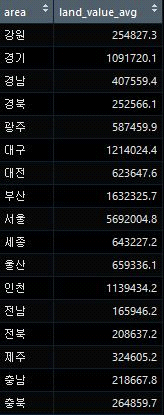 area land_value_avg
강원 254827.3
경기 1091720.1
경남 407559.4
경북 252566.1
광주 587459.9
대구 1214024.4
대전 623647.6
부산 1632325.7
서울 5692004.8
세종 643227.2
울산 659336.1
인천 1139434.2
전남 165946.2
전북 208637.2
제주 324605.2
충남 218667.8
충북 264859.7